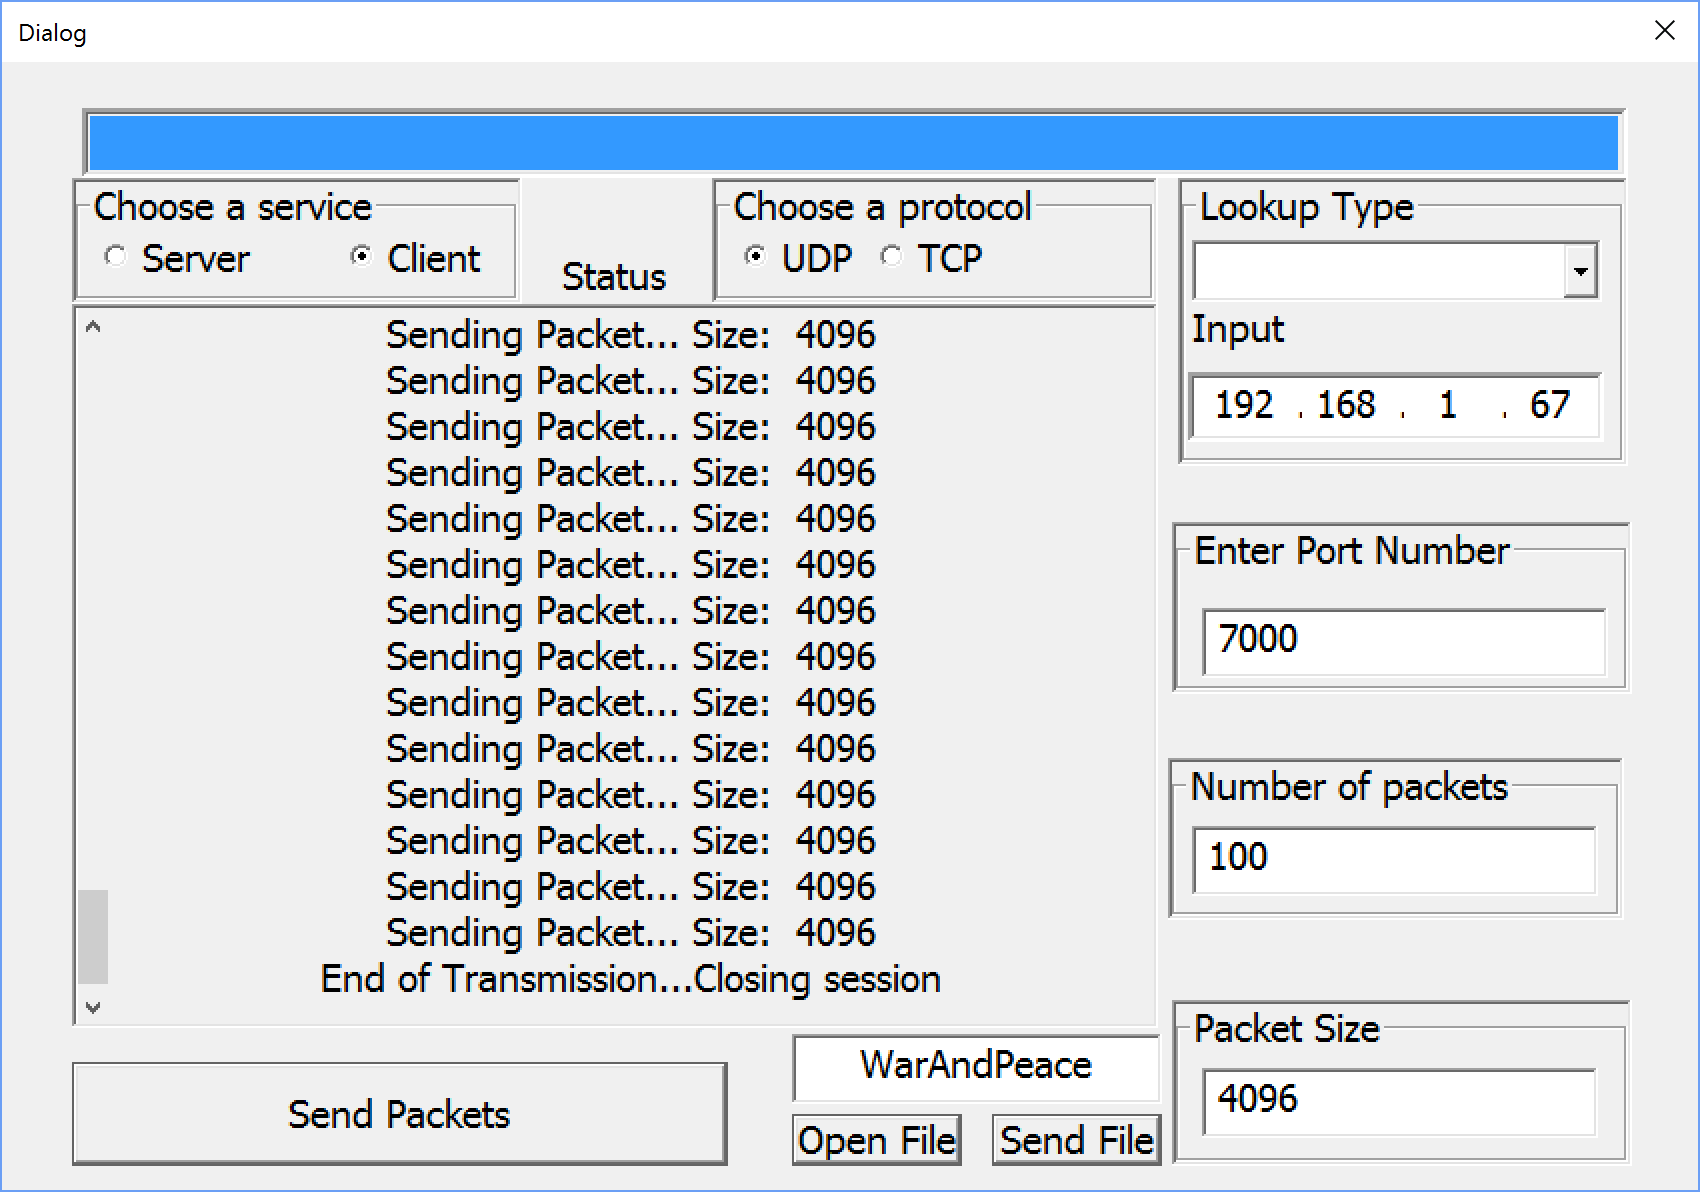 Dialog
Choose a service
Server Client
Status
Choose a protocol
UDP TCP
Lookup Type
Input
192 . 168 . 1 . 67
Sending Packet... Size: 4096
Sending Packet... Size: 4096
Sending Packet... Size: 4096
Sending Packet... Size: 4096
Sending Packet... Size: 4096
Sending Packet... Size: 4096
Sending Packet... Size: 4096
Sending Packet... Size: 4096
Sending Packet... Size: 4096
Sending Packet... Size: 4096
Sending Packet... Size: 4096
Sending Packet... Size: 4096
Sending Packet... Size: 4096
Sending Packet... Size: 4096
End of Transmission...Closing session
Enter Port Number
7000
Number of packets
100
Packet Size
4096
Send Packets
WarAndPeace
Open File Send File